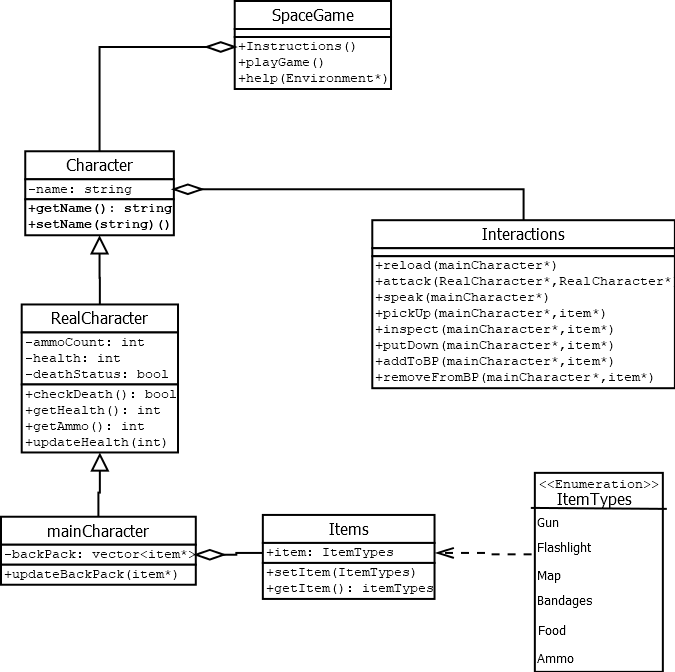 SpaceGame
+Instructions()
+playGame()
+help(Environment*)
Character
-name: string
+getName(): string
+setName(string)()
Interactions
+reload(mainCharacter*)
+attack(RealCharacter*,RealCharacter*
+speak(mainCharacter*)
+pickUp(mainCharacter*,item*)
+inspect(mainCharacter*,item*)
+putDown(mainCharacter*,item*)
+addToBP(mainCharacter*,item*)
+removeFromBP(mainCharacter*,item*)
RealCharacter
-ammoCount: int
-health: int
-deathStatus: bool
+checkDeath(): bool
+getHealth(): int
+getAmmo(): int
+updateHealth(int)
mainCharacter
-backPack: vector<item*>
+updateBackPack(item*)
Items
+item: ItemTypes
+setItem(ItemTypes)
+getItem(): itemTypes
<<Enumeration>>
ItemTypes
Gun
Flashlight
Map
Bandages
Food
Ammo